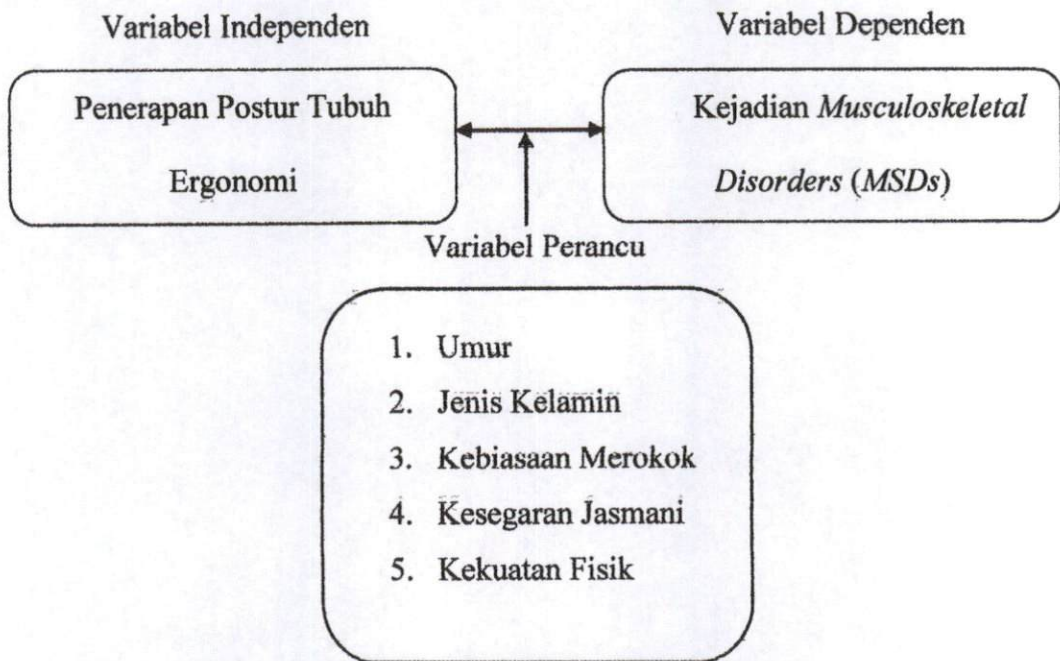 Variabel Independen
Variabel Dependen
Penerapan Postur Tubuh
Ergonomi
Kejadian Musculoskeletal
Disorders (MSDs)
Variabel Perancu
1. Umur
2. Jenis Kelamin
3. Kebiasaan Merokok
4. Kesegaran Jasmani
5. Kekuatan Fisik